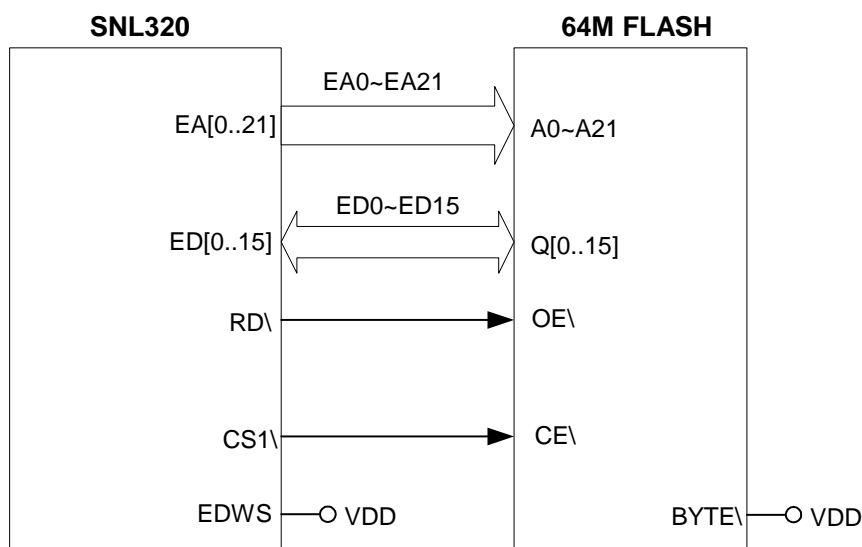 SNL320
64M FLASH
EA0~EA21
EA[0..21]
A0~A21
ED0~ED15
ED[0..15]
Q[0..15]
RD\
OE\
CS1\
CE\
EDWS
VDD
BYTE\
VDD